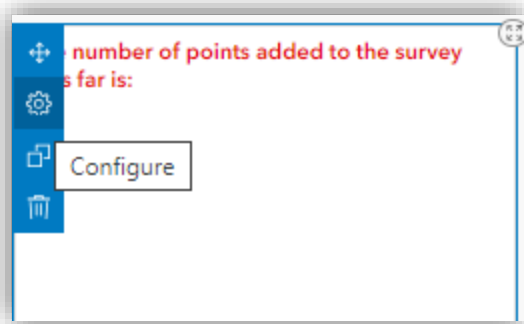 number of points added to the survey
far is:
Configure